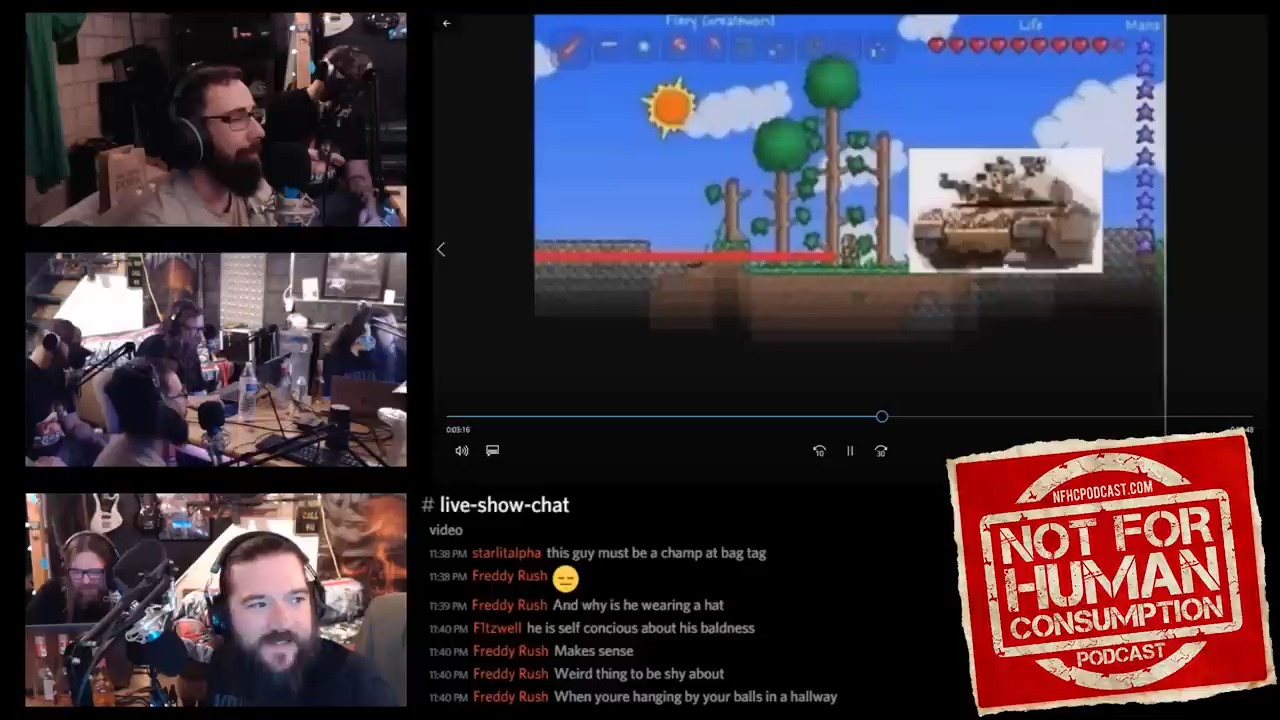 Fiery Greatsword
Life
Mana
0:03:16
10
30
# live-show-chat
video
11:38 PM starlitalpha this guy must be a champ at bag tag
11:38 PM Freddy Rush
11:39 PM Freddy Rush And why is he wearing a hat
11:40 PM F1tzwell he is self concious about his baldness
11:40 PM Freddy Rush Makes sense
11:40 PM Freddy Rush Weird thing to be shy about
11:40 PM Freddy Rush When youre hanging by your balls in a hallway
NFHCPODCAST.COM
NOT FOR
HUMAN
CONSUMPTION
PODCAST